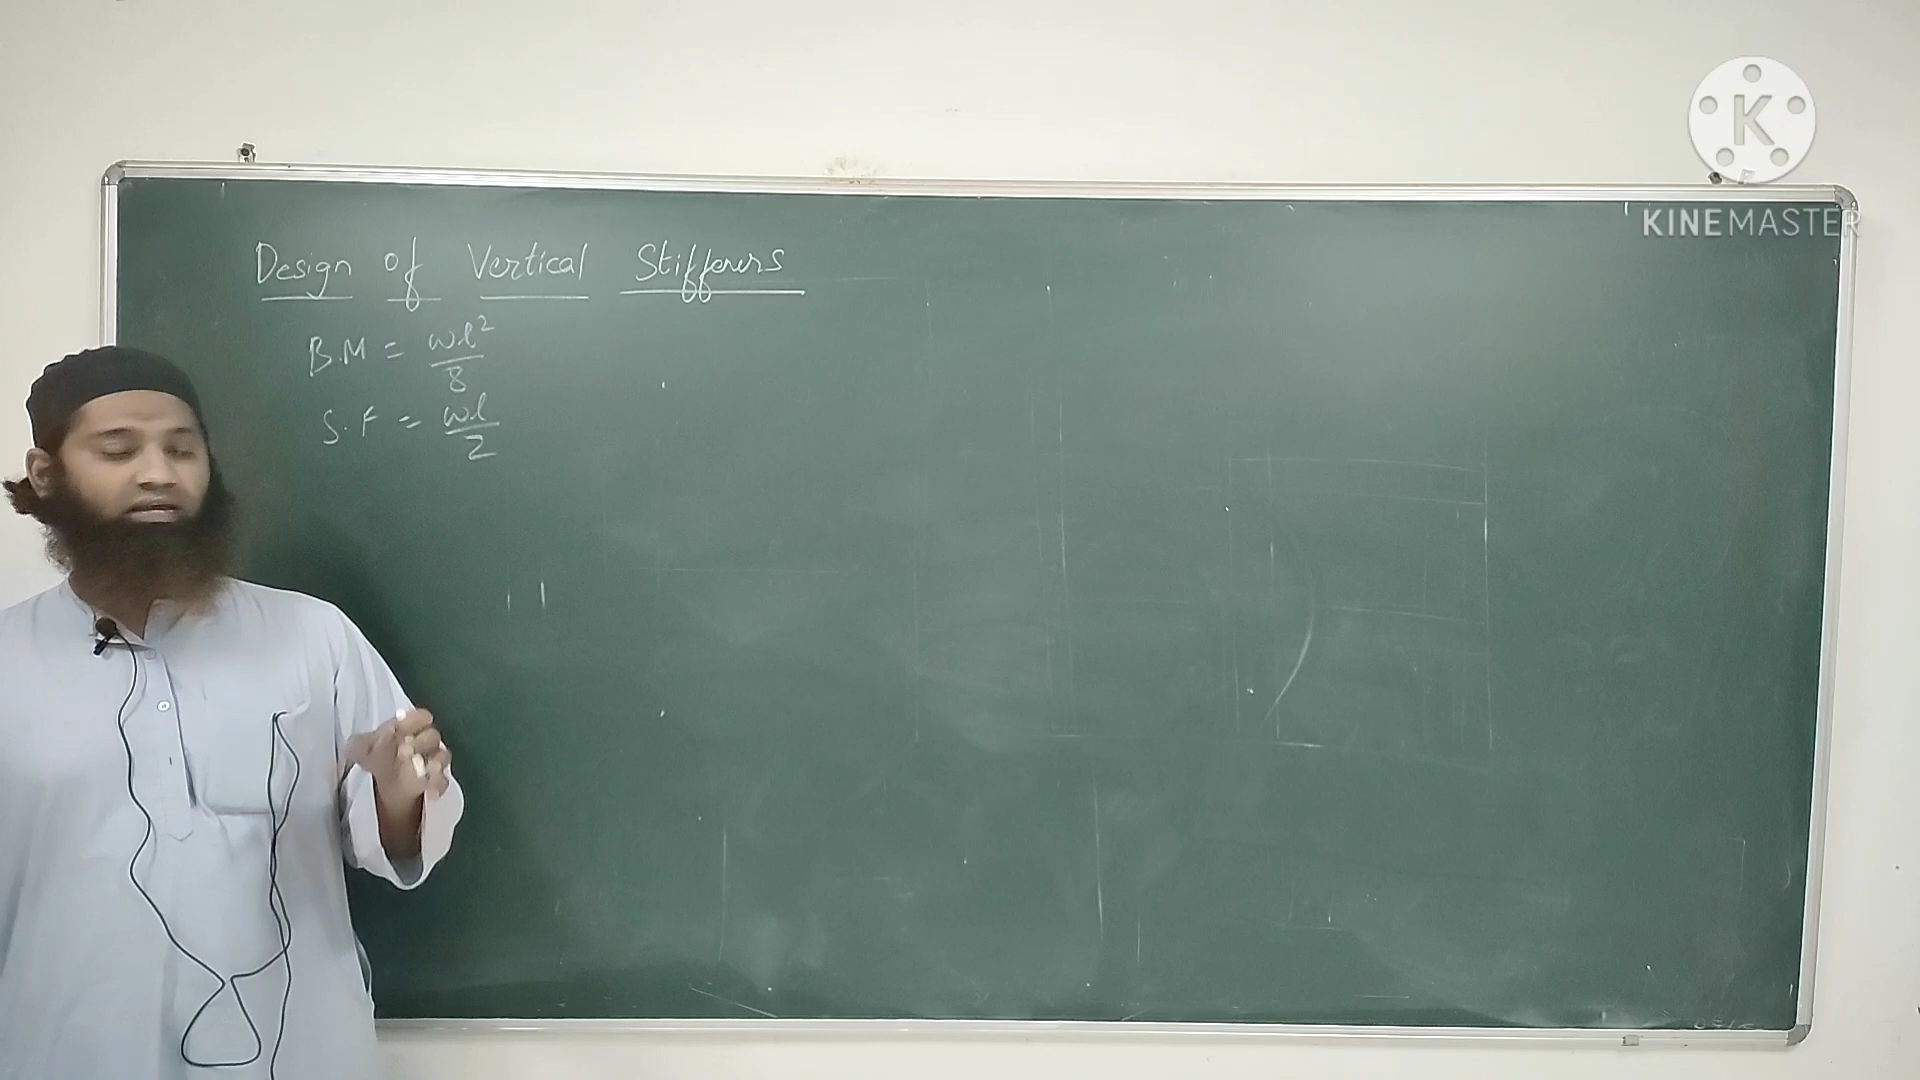 Design of Vertical Stiffeners
B.M = wl²/8
S.F = wl/2
K
KINEMASTER